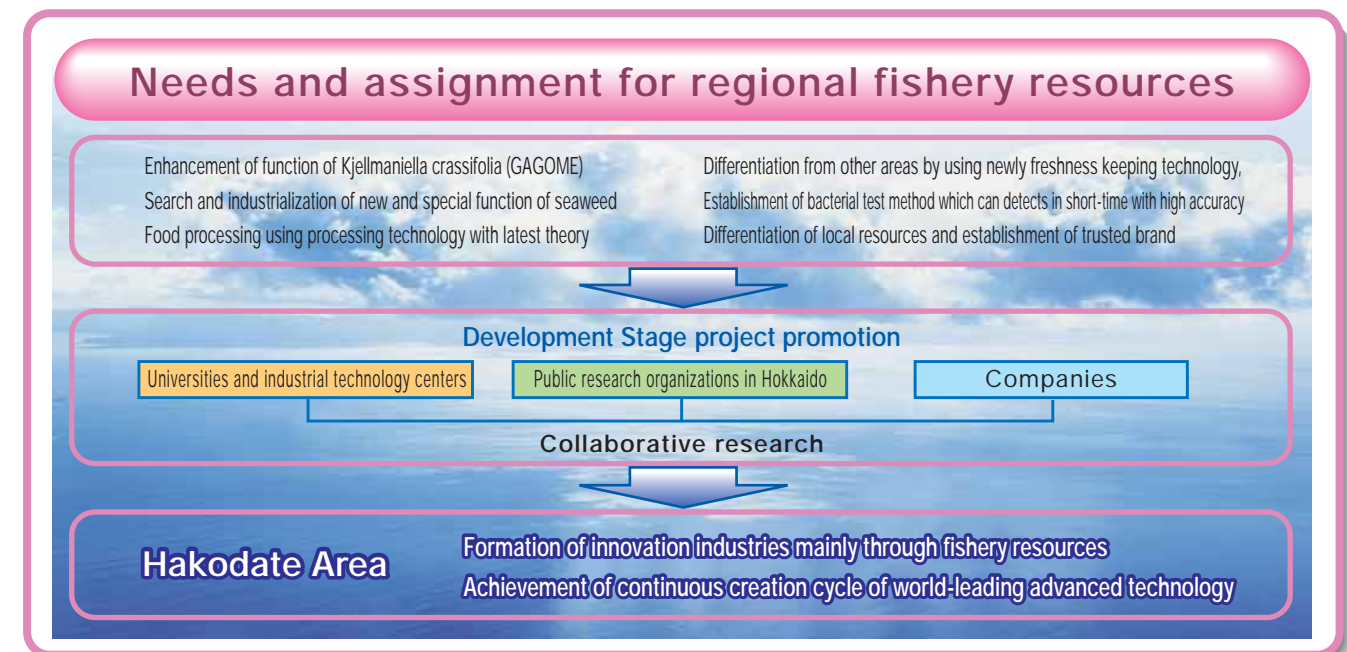 Needs and assignment for regional fishery resources
Enhancement of function of Kjellmaniella crassifolia (GAGOME)
Search and industrialization of new and special function of seaweed
Food processing using processing technology with latest theory
Differentiation from other areas by using newly freshness keeping technology,
Establishment of bacterial test method which can detects in short-time with high accuracy
Differentiation of local resources and establishment of trusted brand
Development Stage project promotion
Universities and industrial technology centers
Public research organizations in Hokkaido
Companies
Collaborative research
Hakodate Area
Formation of innovation industries mainly through fishery resources
Achievement of continuous creation cycle of world-leading advanced technology